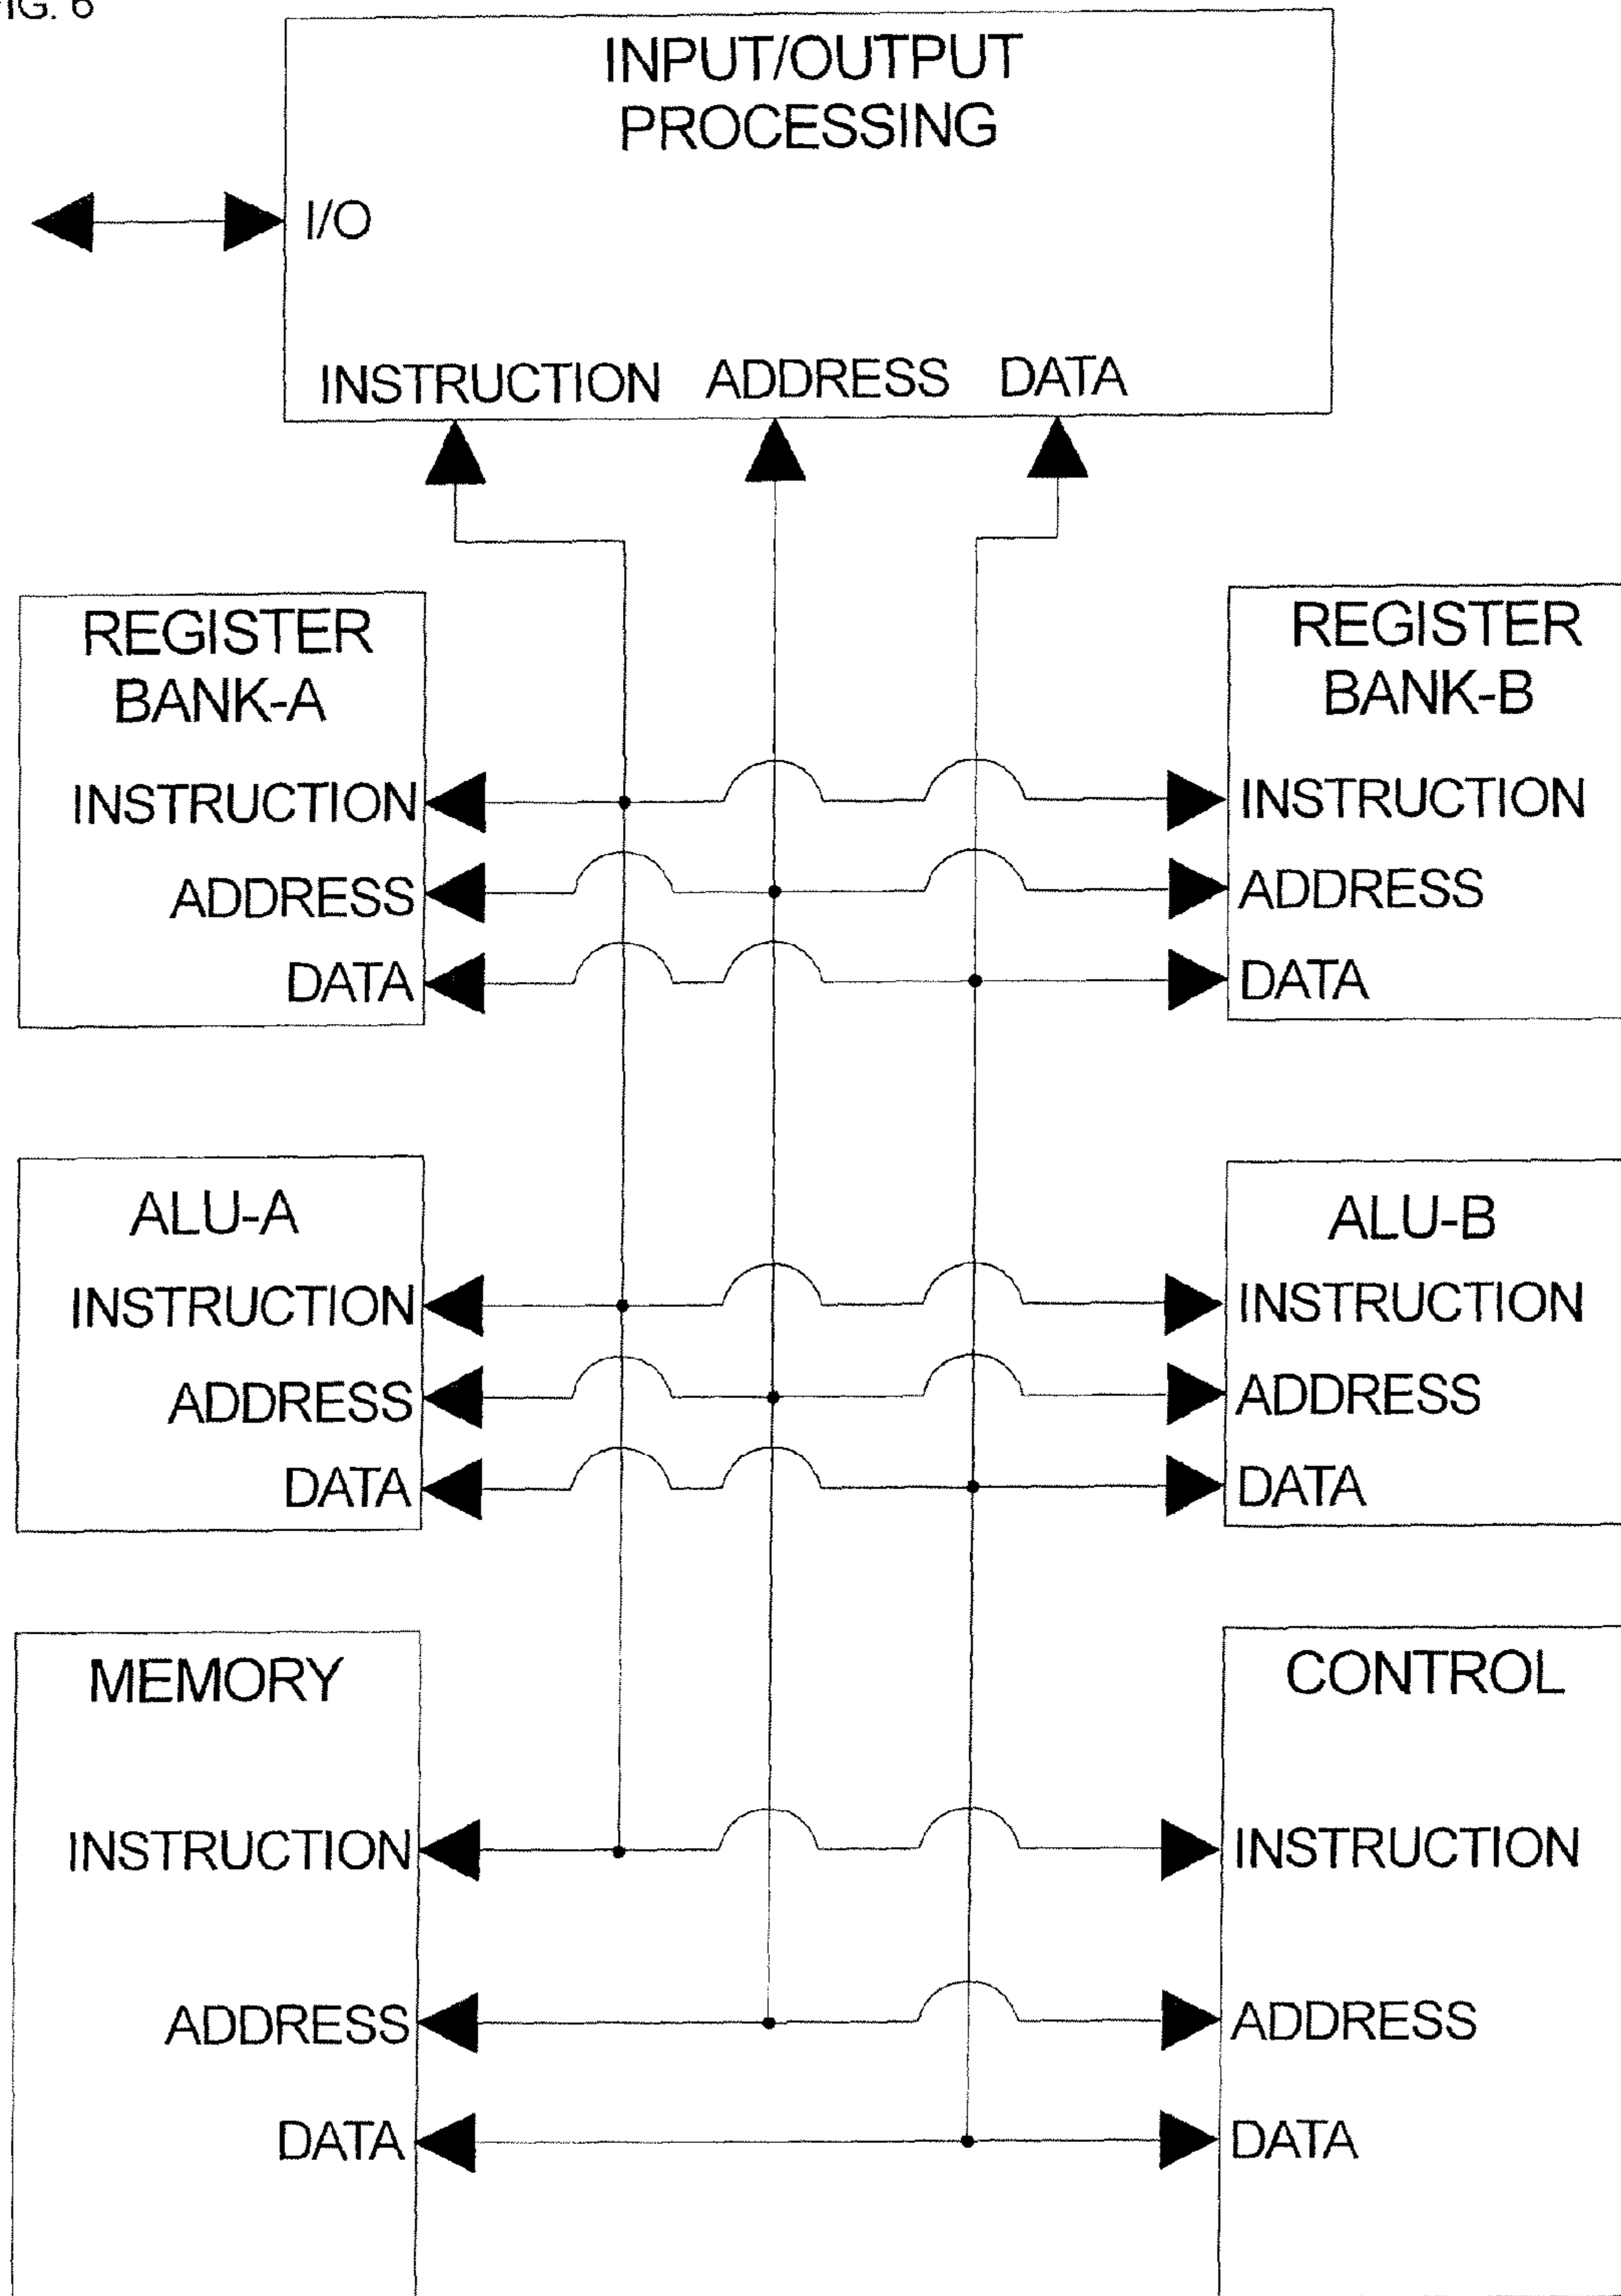 FIG. 6
INPUT/OUTPUT
PROCESSING
I/O
INSTRUCTION ADDRESS DATA
REGISTER
BANK-A
INSTRUCTION
ADDRESS
DATA
REGISTER
BANK-B
INSTRUCTION
ADDRESS
DATA
ALU-A
INSTRUCTION
ADDRESS
DATA
ALU-B
INSTRUCTION
ADDRESS
DATA
MEMORY
INSTRUCTION
ADDRESS
DATA
CONTROL
INSTRUCTION
ADDRESS
DATA